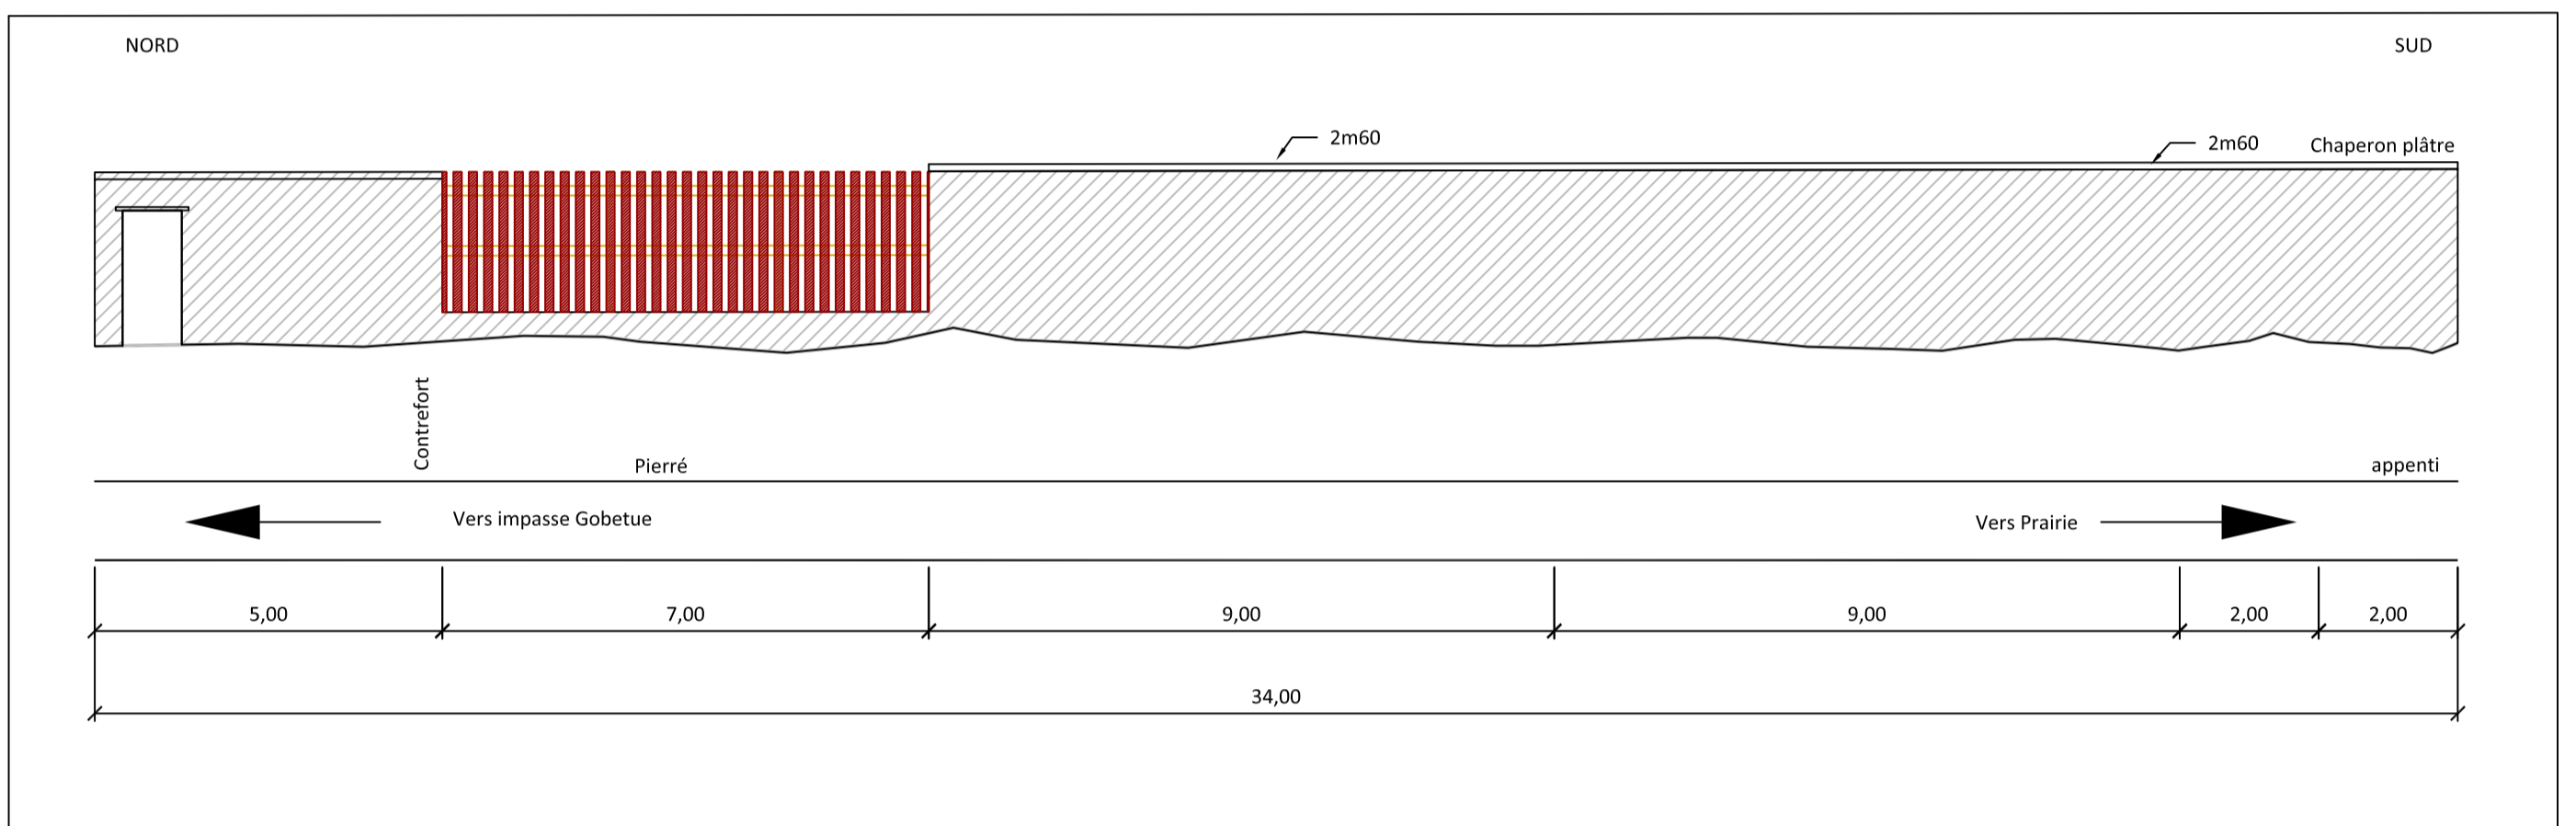 NORD
SUD
2m60
2m60
Chaperon plâtre
Contrefort
Pierré
appenti
Vers impasse Gobetue
Vers Prairie
5,00
7,00
9,00
9,00
2,00
2,00
34,00